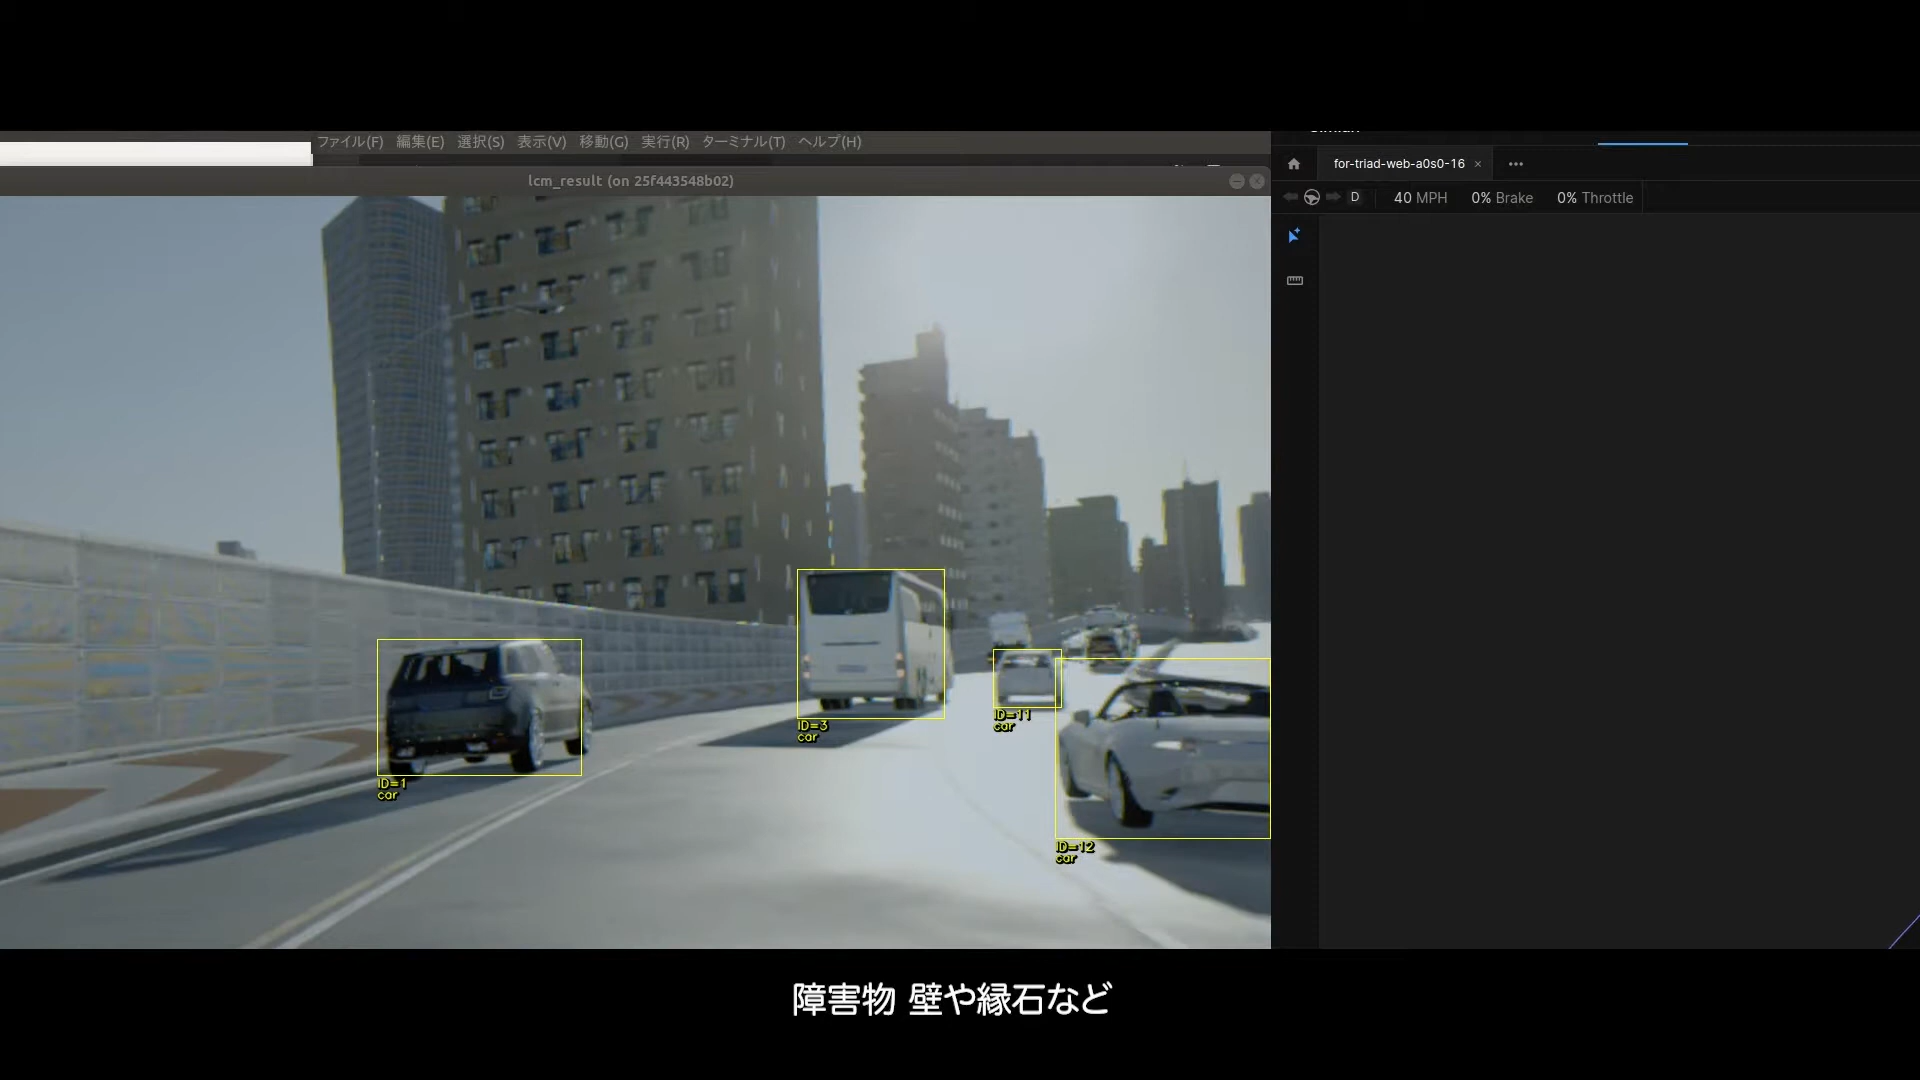 ファイル(F) 編集(E) 選択(S) 表示(V) 移動(G) 実行(R) ターミナル(T) ヘルプ(H)
lcm_result (on 25f443548b02)
for-triad-web-a0s0-16
D 40 MPH 0% Brake 0% Throttle
ID=1
car
ID=3
car
ID=11
car
ID=12
car
障害物 壁や縁石など